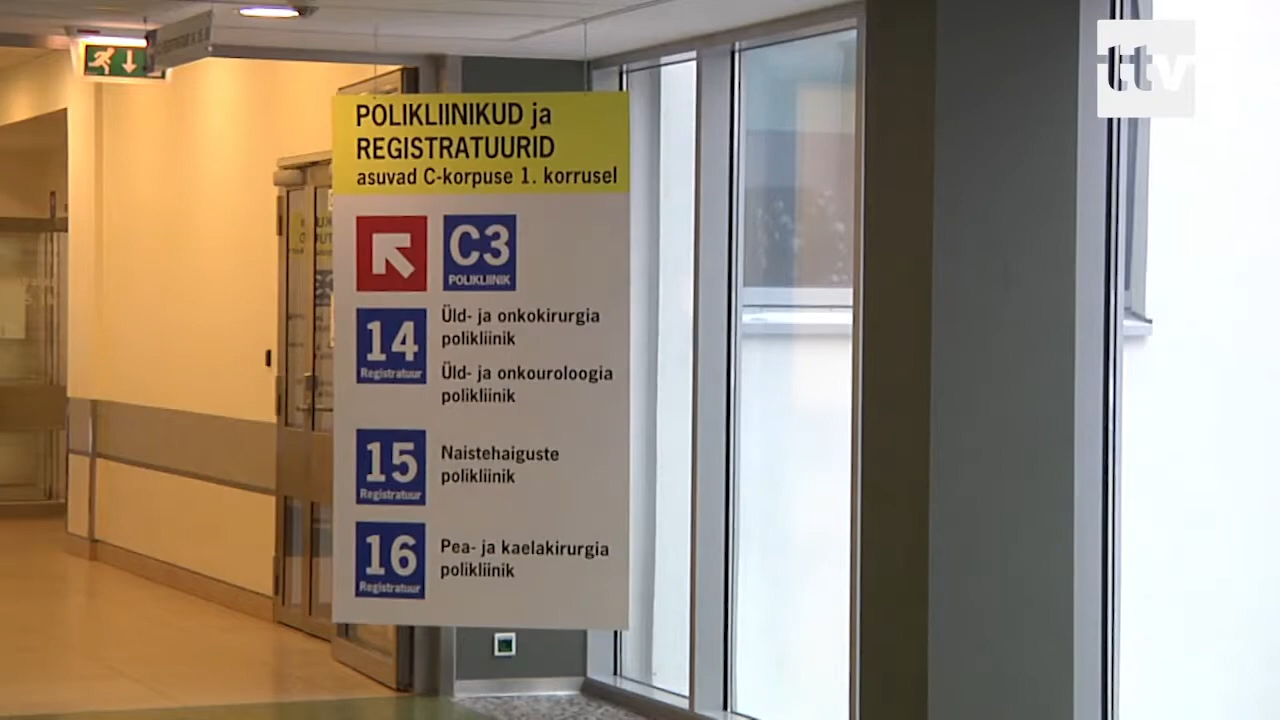 ttv
POLIKLIINIKUD ja
REGISTRATUURID
asuvad C-korpuse 1. korrusel
C3
POLIKLIINIK
14
Registratuur
Üld- ja onkokirurgia
polikliinik
Üld- ja onkouroloogia
polikliinik
15
Registratuur
Naistehaiguste
polikliinik
16
Registratuur
Pea- ja kaelakirurgia
polikliinik